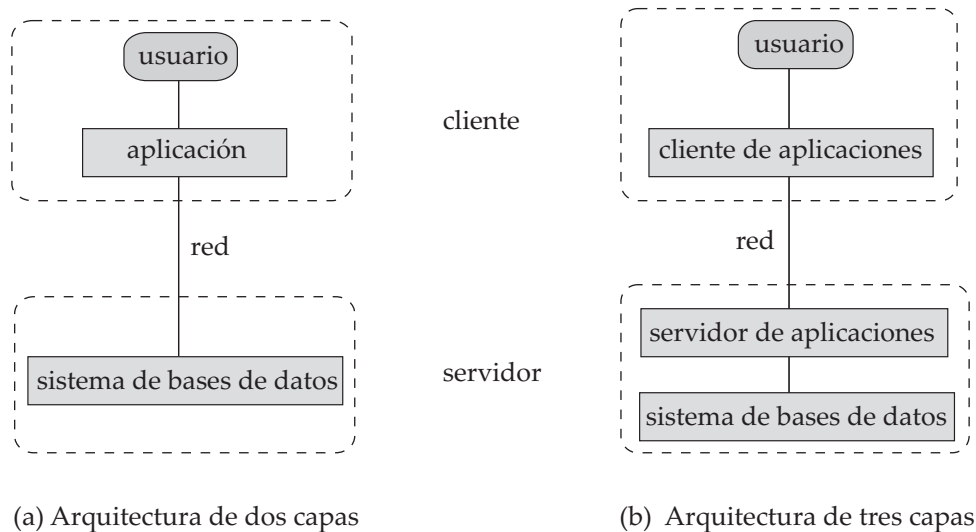 usuario
aplicación
red
sistema de bases de datos
cliente
servidor
usuario
cliente de aplicaciones
red
servidor de aplicaciones
sistema de bases de datos
(a) Arquitectura de dos capas
(b) Arquitectura de tres capas